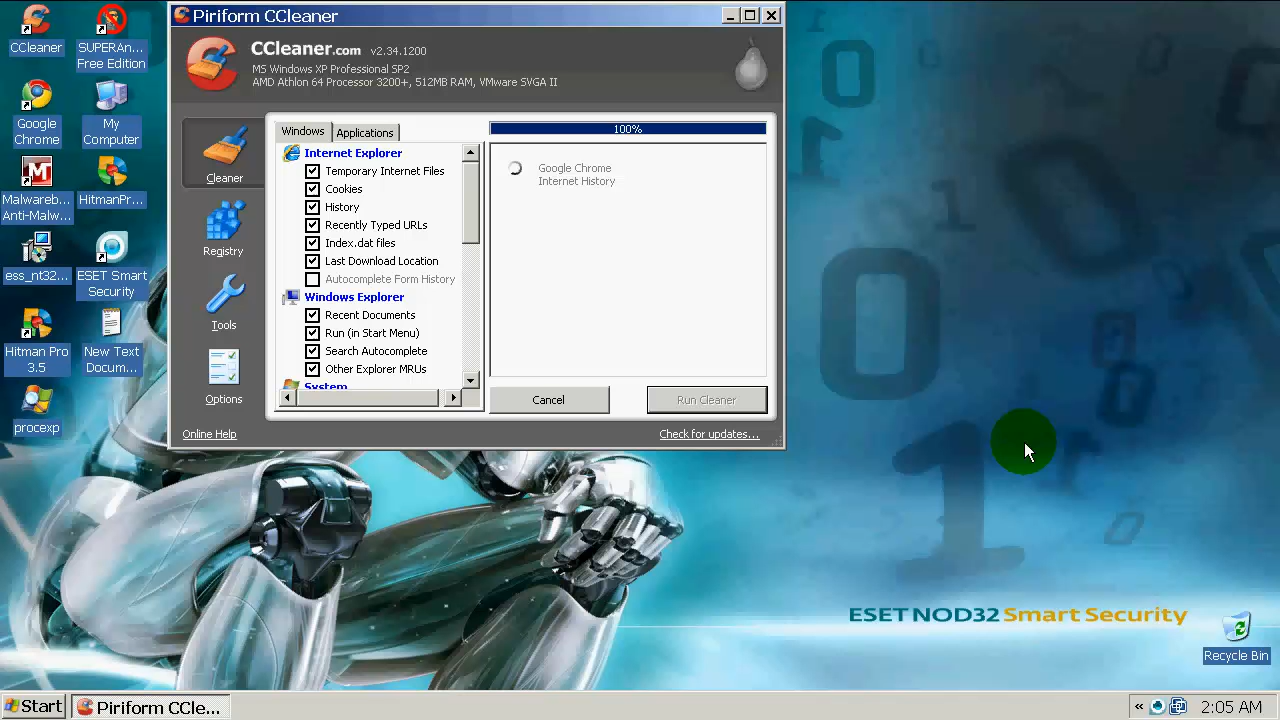 CCleaner
SUPERAn...
Free Edition
Google
Chrome
My
Computer
Malwareb...
Anti-Malw...
HitmanPr...
ess_nt32...
ESET Smart
Security
Hitman Pro
3.5
New Text
Docum...
procexp
Piriform CCleaner
CCleaner.com v2.34.1200
MS Windows XP Professional SP2
AMD Athlon 64 Processor 3200+, 512MB RAM, VMware SVGA II
Cleaner
Registry
Tools
Options
Windows
Applications
Internet Explorer
Temporary Internet Files
Cookies
History
Recently Typed URLs
Index.dat files
Last Download Location
Autocomplete Form History
Windows Explorer
Recent Documents
Run (in Start Menu)
Search Autocomplete
Other Explorer MRUs
System
100%
Google Chrome
Internet History
Cancel
Run Cleaner
Online Help
Check for updates...
ESET NOD32 Smart Security
Recycle Bin
Start
Piriform CCle...
2:05 AM